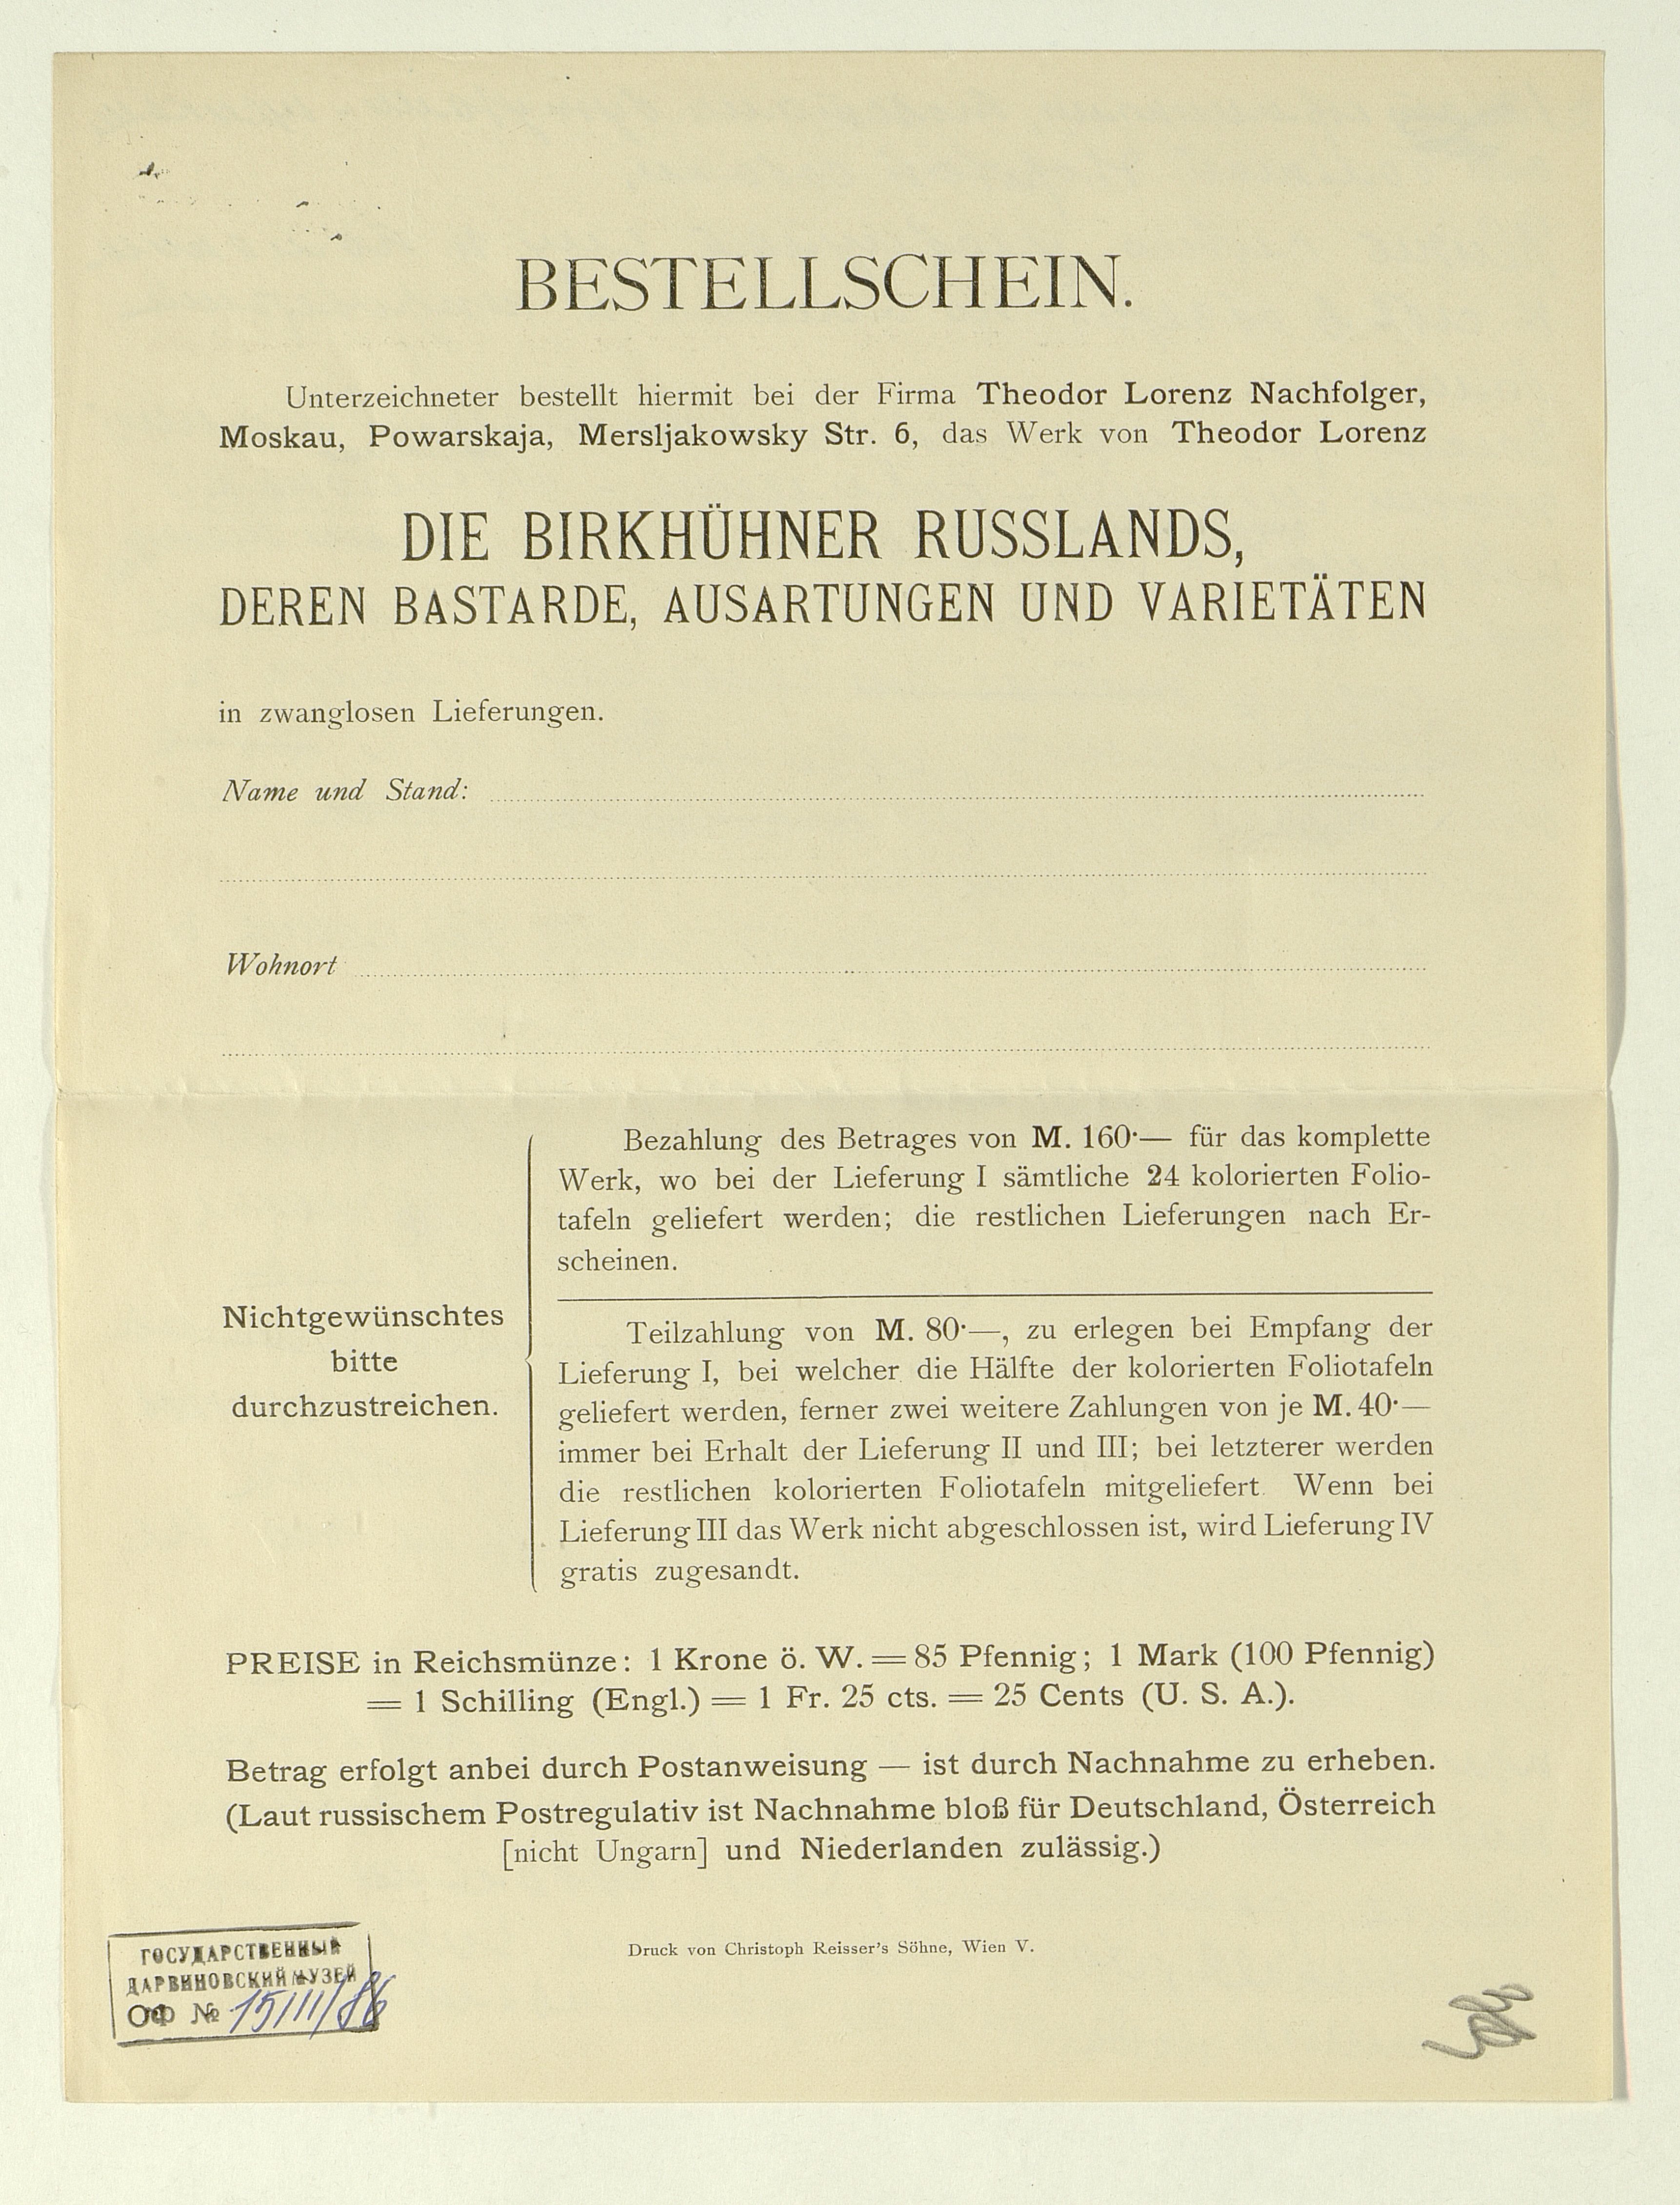 BESTELLSCHEIN.
Unterzeichneter bestellt hiermit bei der Firma Theodor Lorenz Nachfolger,
Moskau, Powarskaja, Mersljakowsky Str. 6, das Werk von Theodor Lorenz
DIE BIRKHÜHNER RUSSLANDS,
DEREN BASTARDE, AUSARTUNGEN UND VARIETÄTEN
in zwanglosen Lieferungen.
Name und Stand:
Wohnort
Nichtgewünschtes
bitte
durchzustreichen.
Bezahlung des Betrages von M. 160·— für das komplette
Werk, wo bei der Lieferung I sämtliche 24 kolorierten Folio-
tafeln geliefert werden; die restlichen Lieferungen nach Er-
scheinen.
Teilzahlung von M. 80·—, zu erlegen bei Empfang der
Lieferung I, bei welcher die Hälfte der kolorierten Foliotafeln
geliefert werden, ferner zwei weitere Zahlungen von je M. 40·—
immer bei Erhalt der Lieferung II und III; bei letzterer werden
die restlichen kolorierten Foliotafeln mitgeliefert. Wenn bei
Lieferung III das Werk nicht abgeschlossen ist, wird Lieferung IV
gratis zugesandt.
PREISE in Reichsmünze: 1 Krone ö. W. = 85 Pfennig; 1 Mark (100 Pfennig)
= 1 Schilling (Engl.) = 1 Fr. 25 cts. = 25 Cents (U. S. A.).
Betrag erfolgt anbei durch Postanweisung — ist durch Nachnahme zu erheben.
(Laut russischem Postregulativ ist Nachnahme bloß für Deutschland, Österreich
[nicht Ungarn] und Niederlanden zulässig.)
Druck von Christoph Reisser's Söhne, Wien V.
ГОСУДАРСТВЕННЫЙ
ДАРВИНОВСКИЙ МУЗЕЙ
ОФ № 15111/86